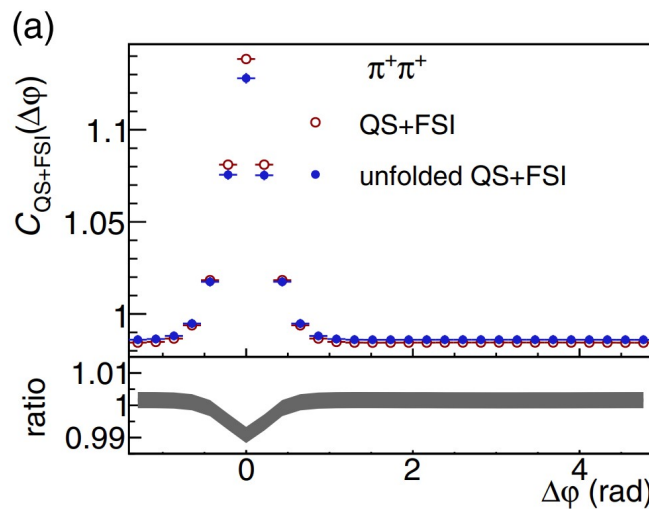 (a)
C_QS+FSI(Δφ)
π⁺π⁺
QS+FSI
unfolded QS+FSI
1.1
1.05
1
ratio
1.01
1
0.99
0
2
4
Δφ (rad)